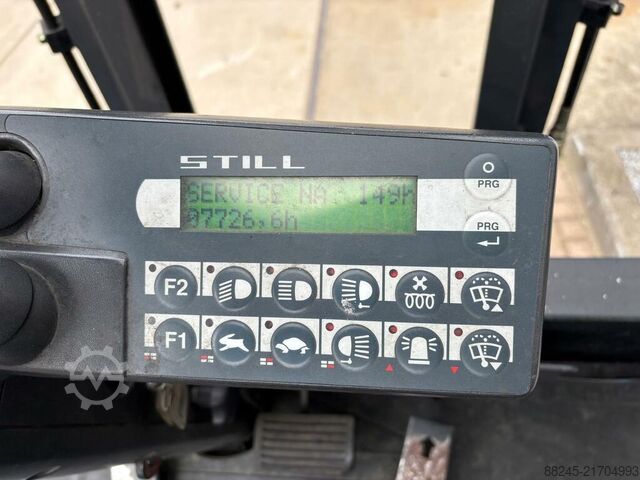 STILL
SERVICE NA  149h
07726,6h
PRG
PRG
F2
F1
88245-21704993